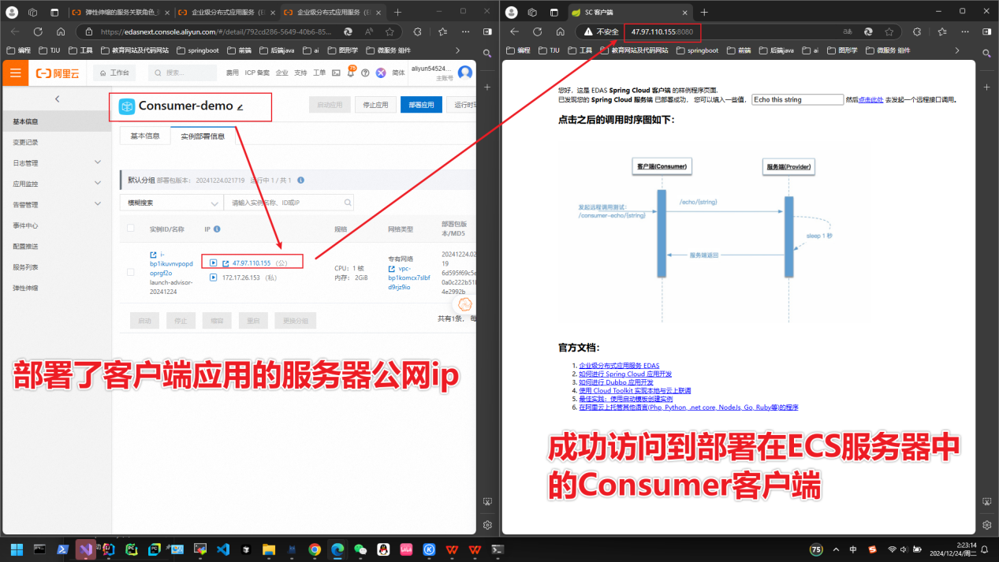 弹性伸缩的服务关联角色_
企业级分布式应用服务（E
企业级分布式应用服务（E
https://edasnext.console.aliyun.com/#/detail/792cd286-5649-40b6-85...
编程 TJU 工具 教育网站及代码网站 springboot 前端 后端java ai 图形学 微服务 组件
阿里云 工作台 搜索... 费用 ICP 备案 企业 支持 工单 简体
aliyun54524...
主账号
Consumer-demo
启动应用 停止应用 部署应用
基本信息
变更记录
日志管理
应用监控
告警管理
事件中心
配置推送
服务列表
弹性伸缩
基本信息 实例部署信息
默认分组 部署包版本： 20241224.021719 运行中 1 / 共 1
模糊搜索 请输入实例名称、ID或IP
实例ID/名称 IP 规格 网络类型 部署包版本/MD5
i-
bp1ikuvnvpopd
oprgf2o
launch-advisor-
20241224
47.97.110.155 （公）
172.17.26.153 （私）
CPU： 1 核
内存： 2GiB
专有网络
vpc-
bp1komcx7slbf
d9rjz9io
20241224.02
19
6d595f69c5e
0a0c222b51
4e2992b
启动 停止 缩容 重启 更换分组
共有1条， 每
部署了客户端应用的服务器公网ip
SC 客户端
不安全 47.97.110.155:8080
编程 TJU 工具 教育网站及代码网站 springboot 前端 后端java ai 图形学 微服务 组件
您好，这是 EDAS Spring Cloud 客户端 的样例程序页面.
已发现您的 Spring Cloud 服务端 已部署成功， 您可以填入一些值， Echo this string 然后点击此处 去发起一个远程接口调用。
点击之后的调用时序图如下：
客户端(Consumer) 服务端(Provider)
发起远程调用测试：
/consumer-echo/{string}
/echo/{string}
sleep 1 秒
服务端返回
官方文档：
1. 企业级分布式应用服务 EDAS
2. 如何进行 Spring Cloud 应用开发
3. 如何进行 Dubbo 应用开发
4. 使用 Cloud Toolkit 实现本地与云上联调
5. 最佳实践：使用启动模板创建实例
6. 在阿里云上托管其他语言(Php, Python, .net core, NodeJs, Go, Ruby等)的程序
成功访问到部署在ECS服务器中
的Consumer客户端
75 中
2:23:14
2024/12/24/周二